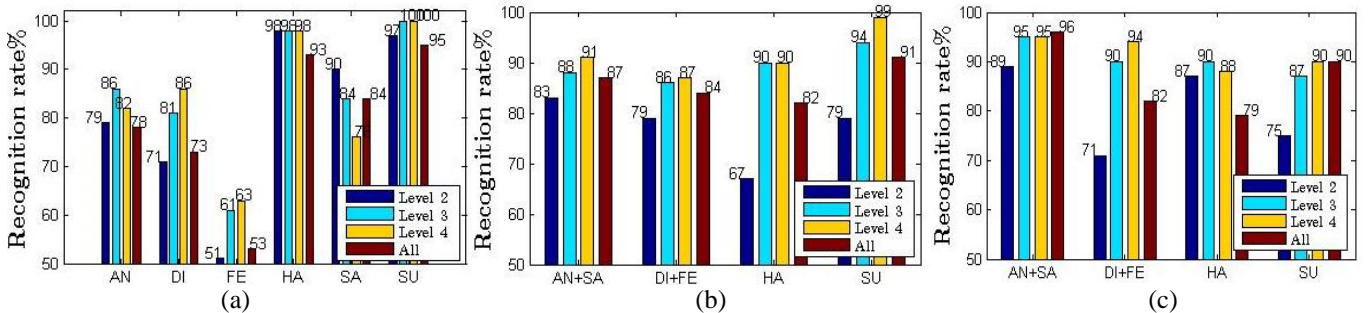 Recognition rate%
100
90
80
70
60
50
79 86 82 78
71 81 86 73
51 61 63 53
98 98 98 93
90 84 76 84
97 100 100 95
Level 2
Level 3
Level 4
All
AN DI FE HA SA SU
(a)
Recognition rate%
100
90
80
70
60
50
83 88 91 87
79 86 87 84
67 90 90 82
79 94 99 91
Level 2
Level 3
Level 4
All
AN+SA DI+FE HA SU
(b)
Recognition rate%
100
90
80
70
60
50
89 95 95 96
71 90 94 82
87 90 88 79
75 87 90 90
Level 2
Level 3
Level 4
All
AN+SA DI+FE HA SU
(c)